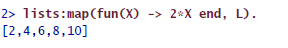 2> lists:map(fun(X) -> 2*X end, L).
[2,4,6,8,10]